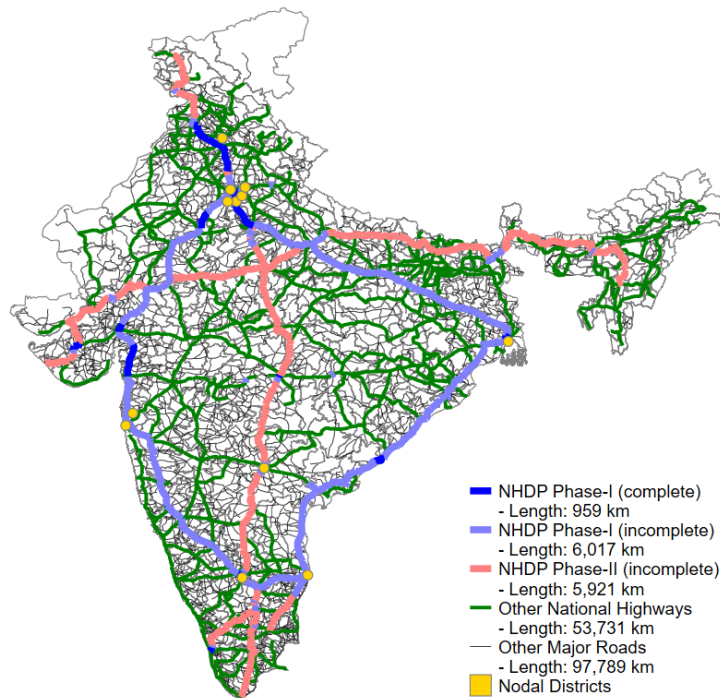 NHDP Phase-I (complete)
- Length: 959 km
NHDP Phase-I (incomplete)
- Length: 6,017 km
NHDP Phase-II (incomplete)
- Length: 5,921 km
Other National Highways
- Length: 53,731 km
Other Major Roads
- Length: 97,789 km
Nodal Districts